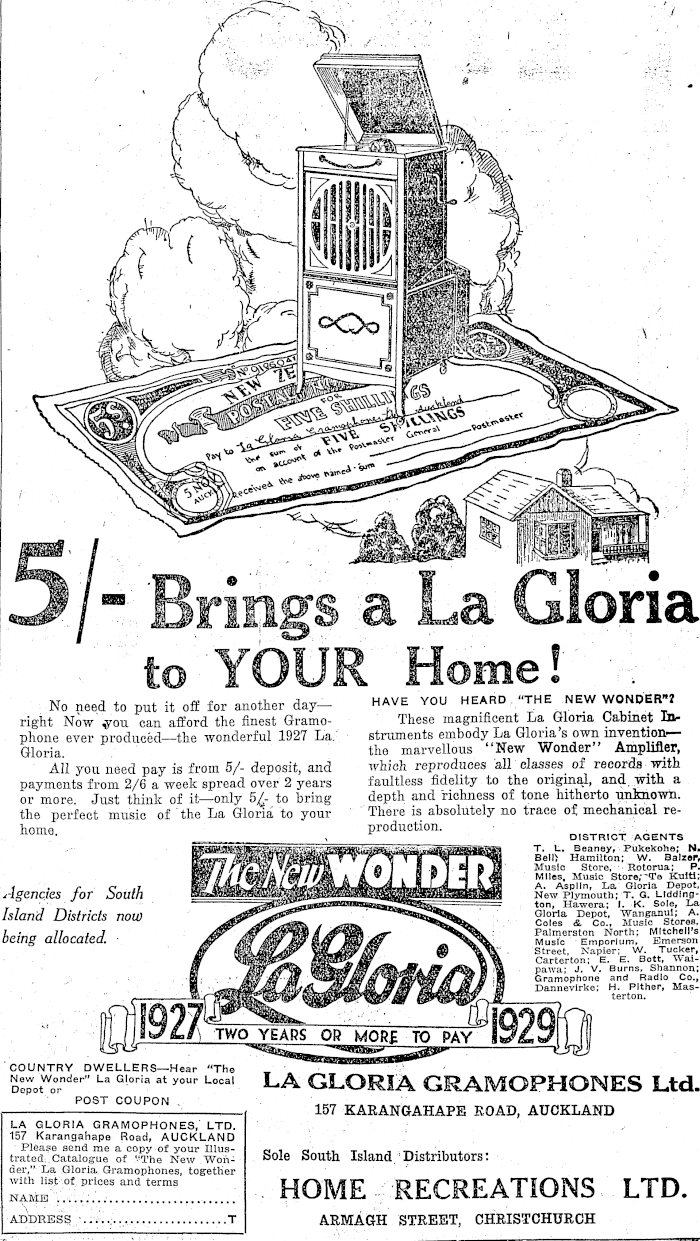 NEW ZE
POSTAL
FOR
FIVE SHILLINGS
Pay to La Gloria Gramophone Auckland
the sum of FIVE SHILLINGS
on account of the Postmaster General Postmaster
Received the above named sum
5/- Brings a La Gloria
to YOUR Home!
No need to put it off for another day—
right Now you can afford the finest Gramo-
phone ever produced—the wonderful 1927 La
Gloria.
All you need pay is from 5/- deposit, and
payments from 2/6 a week spread over 2 years
or more. Just think of it—only 5/- to bring
the perfect music of the La Gloria to your
home.
HAVE YOU HEARD "THE NEW WONDER"?
These magnificent La Gloria Cabinet In-
struments embody La Gloria's own invention—
the marvellous "New Wonder" Amplifier,
which reproduces all classes of records with
faultless fidelity to the original, and with a
depth and richness of tone hitherto unknown.
There is absolutely no trace of mechanical re-
production.
DISTRICT AGENTS
T. L. Beaney, Pukekohe; N.
Bell, Hamilton; W. Balzer,
Music Store, Rotorua; P.
Miles, Music Store, Te Kuiti;
A. Asplin, La Gloria Depot,
New Plymouth; T. G. Lidding-
ton, Hawera; I. K. Sole, La
Gloria Depot, Wanganui; A.
Coles & Co., Music Stores,
Palmerston North; Mitchell's
Music Emporium, Emerson
Street, Napier; W. Tucker,
Carterton; E. E. Bott, Wai-
pawa; J. V. Burns, Shannon;
Gramophone and Radio Co.,
Dannevirke; H. Pither, Mas-
terton.
Agencies for South
Island Districts now
being allocated.
The New WONDER
La Gloria
1927 TWO YEARS OR MORE TO PAY 1929
COUNTRY DWELLERS—Hear "The
New Wonder" La Gloria at your Local
Depot or
POST COUPON
LA GLORIA GRAMOPHONES, LTD.
157 Karangahape Road, AUCKLAND
Please send me a copy of your Illus-
trated Catalogue of "The New Won-
der," La Gloria Gramophones, together
with list of prices and terms
NAME ................................
ADDRESS ..........................T
LA GLORIA GRAMOPHONES Ltd.
157 KARANGAHAPE ROAD, AUCKLAND
Sole South Island Distributors:
HOME RECREATIONS LTD.
ARMAGH STREET, CHRISTCHURCH